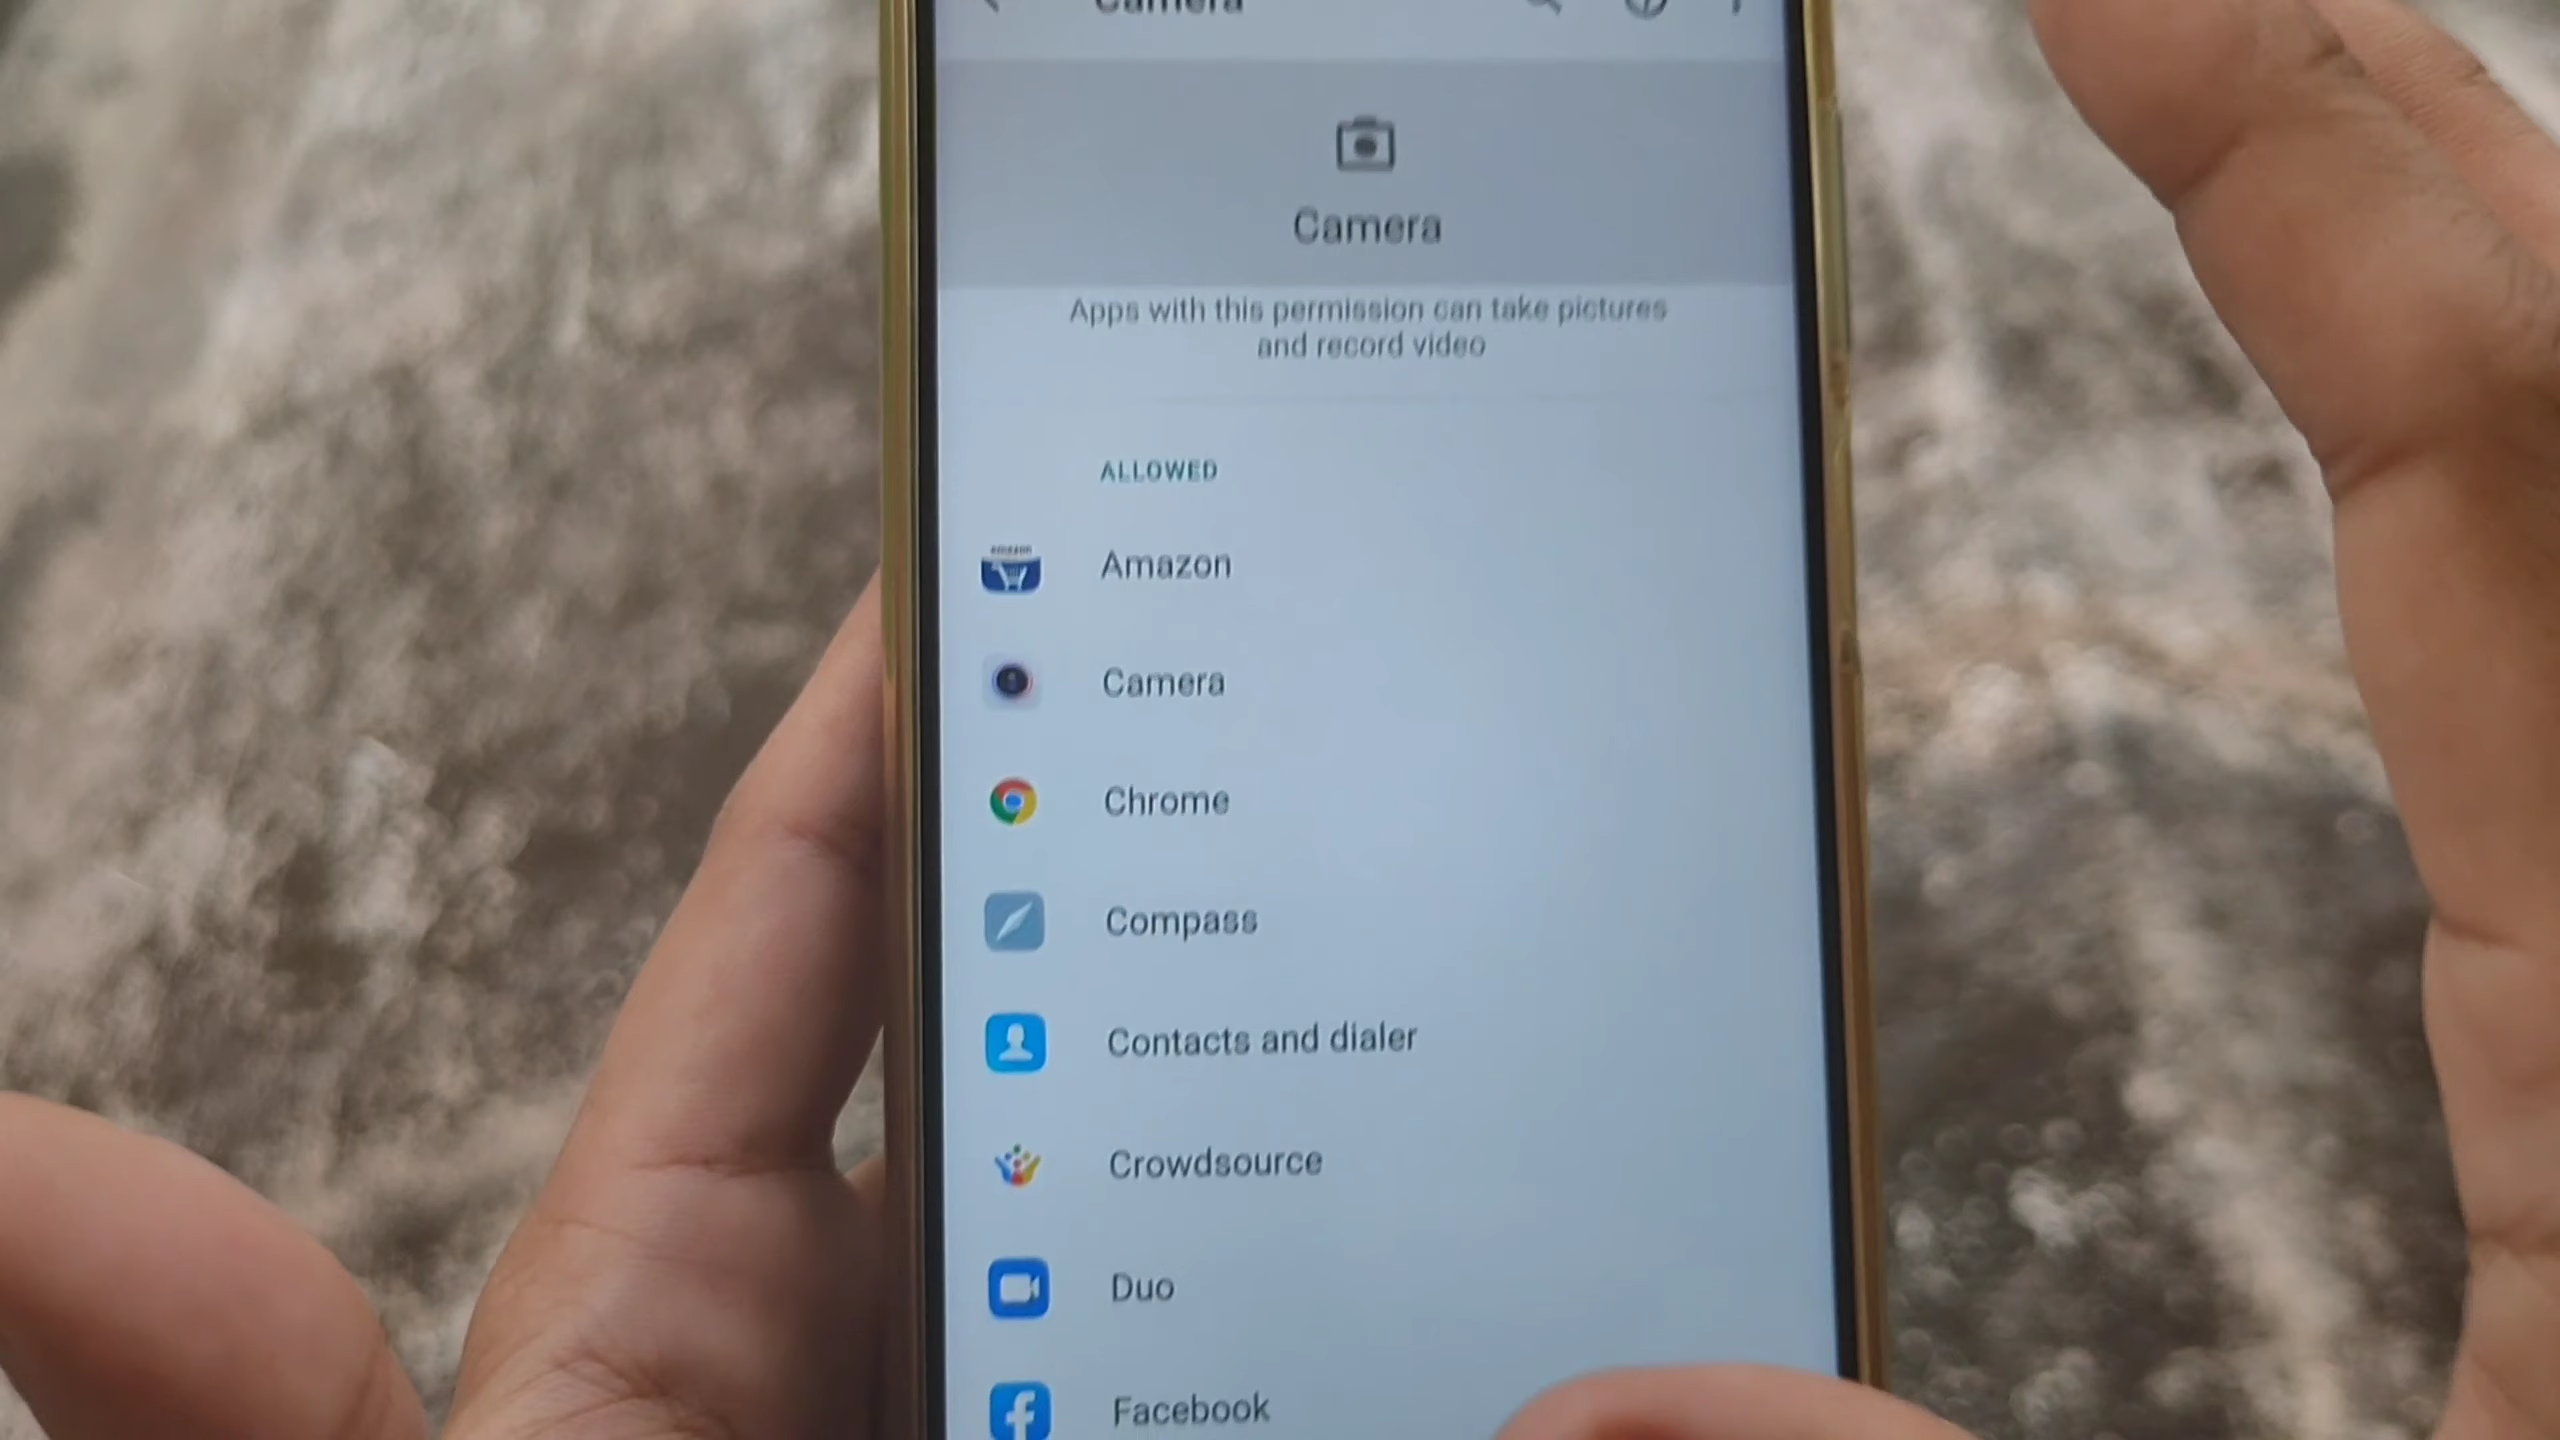 Camera
Camera
Apps with this permission can take pictures
and record video
ALLOWED
amazon
Amazon
Camera
Chrome
Compass
Contacts and dialer
Crowdsource
Duo
Facebook